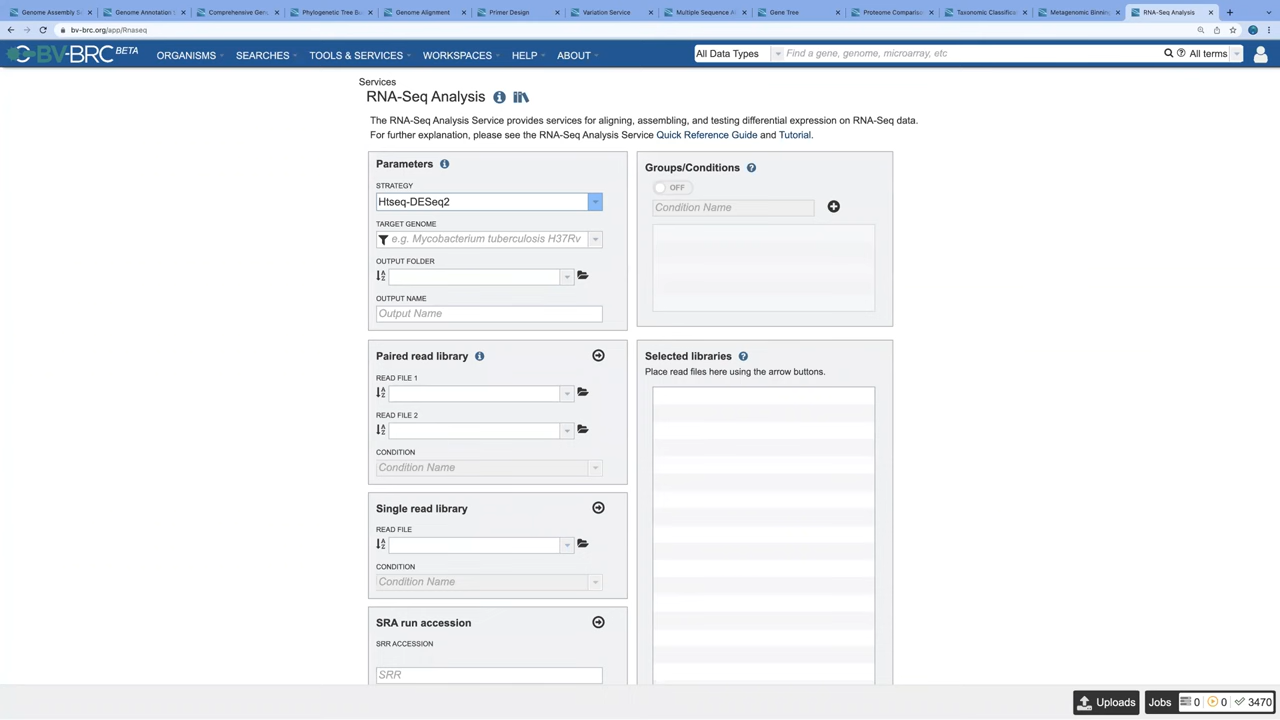 Genome Assembly S
Genome Annotation
Comprehensive Gen
Phylogenetic Tree B
Genome Alignment
Primer Design
Variation Service
Multiple Sequence A
Gene Tree
Proteome Comparis
Taxonomic Classific
Metagenomic Binnin
RNA-Seq Analysis
bv-brc.org/app/Rnaseq
BV-BRC BETA
ORGANISMS
SEARCHES
TOOLS & SERVICES
WORKSPACES
HELP
ABOUT
All Data Types
Find a gene, genome, microarray, etc
All terms
Services
RNA-Seq Analysis
The RNA-Seq Analysis Service provides services for aligning, assembling, and testing differential expression on RNA-Seq data.
For further explanation, please see the RNA-Seq Analysis Service Quick Reference Guide and Tutorial.
Parameters
STRATEGY
Htseq-DESeq2
TARGET GENOME
e.g. Mycobacterium tuberculosis H37Rv
OUTPUT FOLDER
OUTPUT NAME
Output Name
Groups/Conditions
OFF
Condition Name
Paired read library
READ FILE 1
READ FILE 2
CONDITION
Condition Name
Selected libraries
Place read files here using the arrow buttons.
Single read library
READ FILE
CONDITION
Condition Name
SRA run accession
SRR ACCESSION
SRR
Uploads
Jobs
0
0
3470